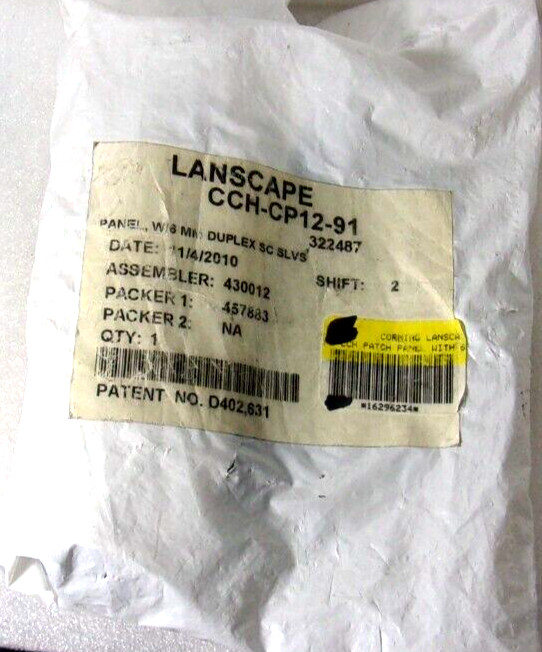 LANSCAPE
CCH-CP12-91
PANEL, W/6 MM DUPLEX SC SLVS 322487
DATE: 11/4/2010
ASSEMBLER: 430012 SHIFT: 2
PACKER 1: 457883
PACKER 2: NA
QTY: 1
PATENT NO. D402,631
CORNING LANSCA
CCH PATCH PANEL WITH 6
*16296234*